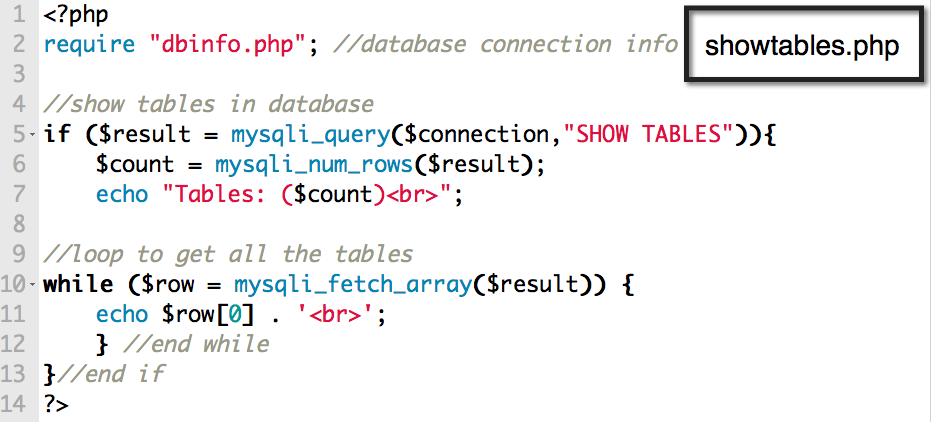 1 <?php
2 require "dbinfo.php"; //database connection info
showtables.php
3
4 //show tables in database
5 if ($result = mysqli_query($connection,"SHOW TABLES")){
6     $count = mysqli_num_rows($result);
7     echo "Tables: ($count)<br>";
8
9 //loop to get all the tables
10 while ($row = mysqli_fetch_array($result)) {
11     echo $row[0] . '<br>';
12     } //end while
13 }//end if
14 ?>